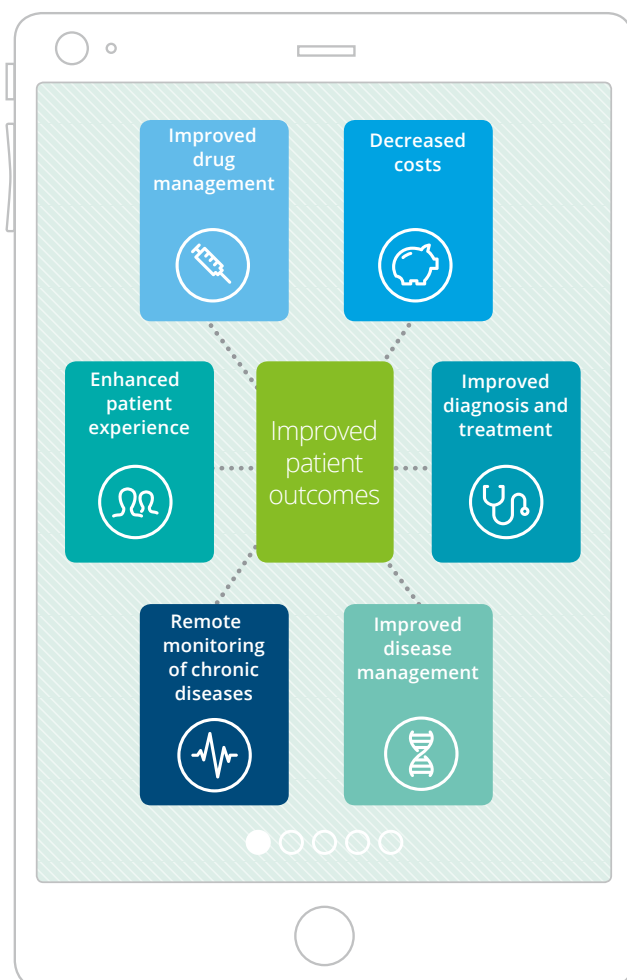 Improved
drug
management
Decreased
costs
Enhanced
patient
experience
Improved
patient
outcomes
Improved
diagnosis and
treatment
Remote
monitoring
of chronic
diseases
Improved
disease
management